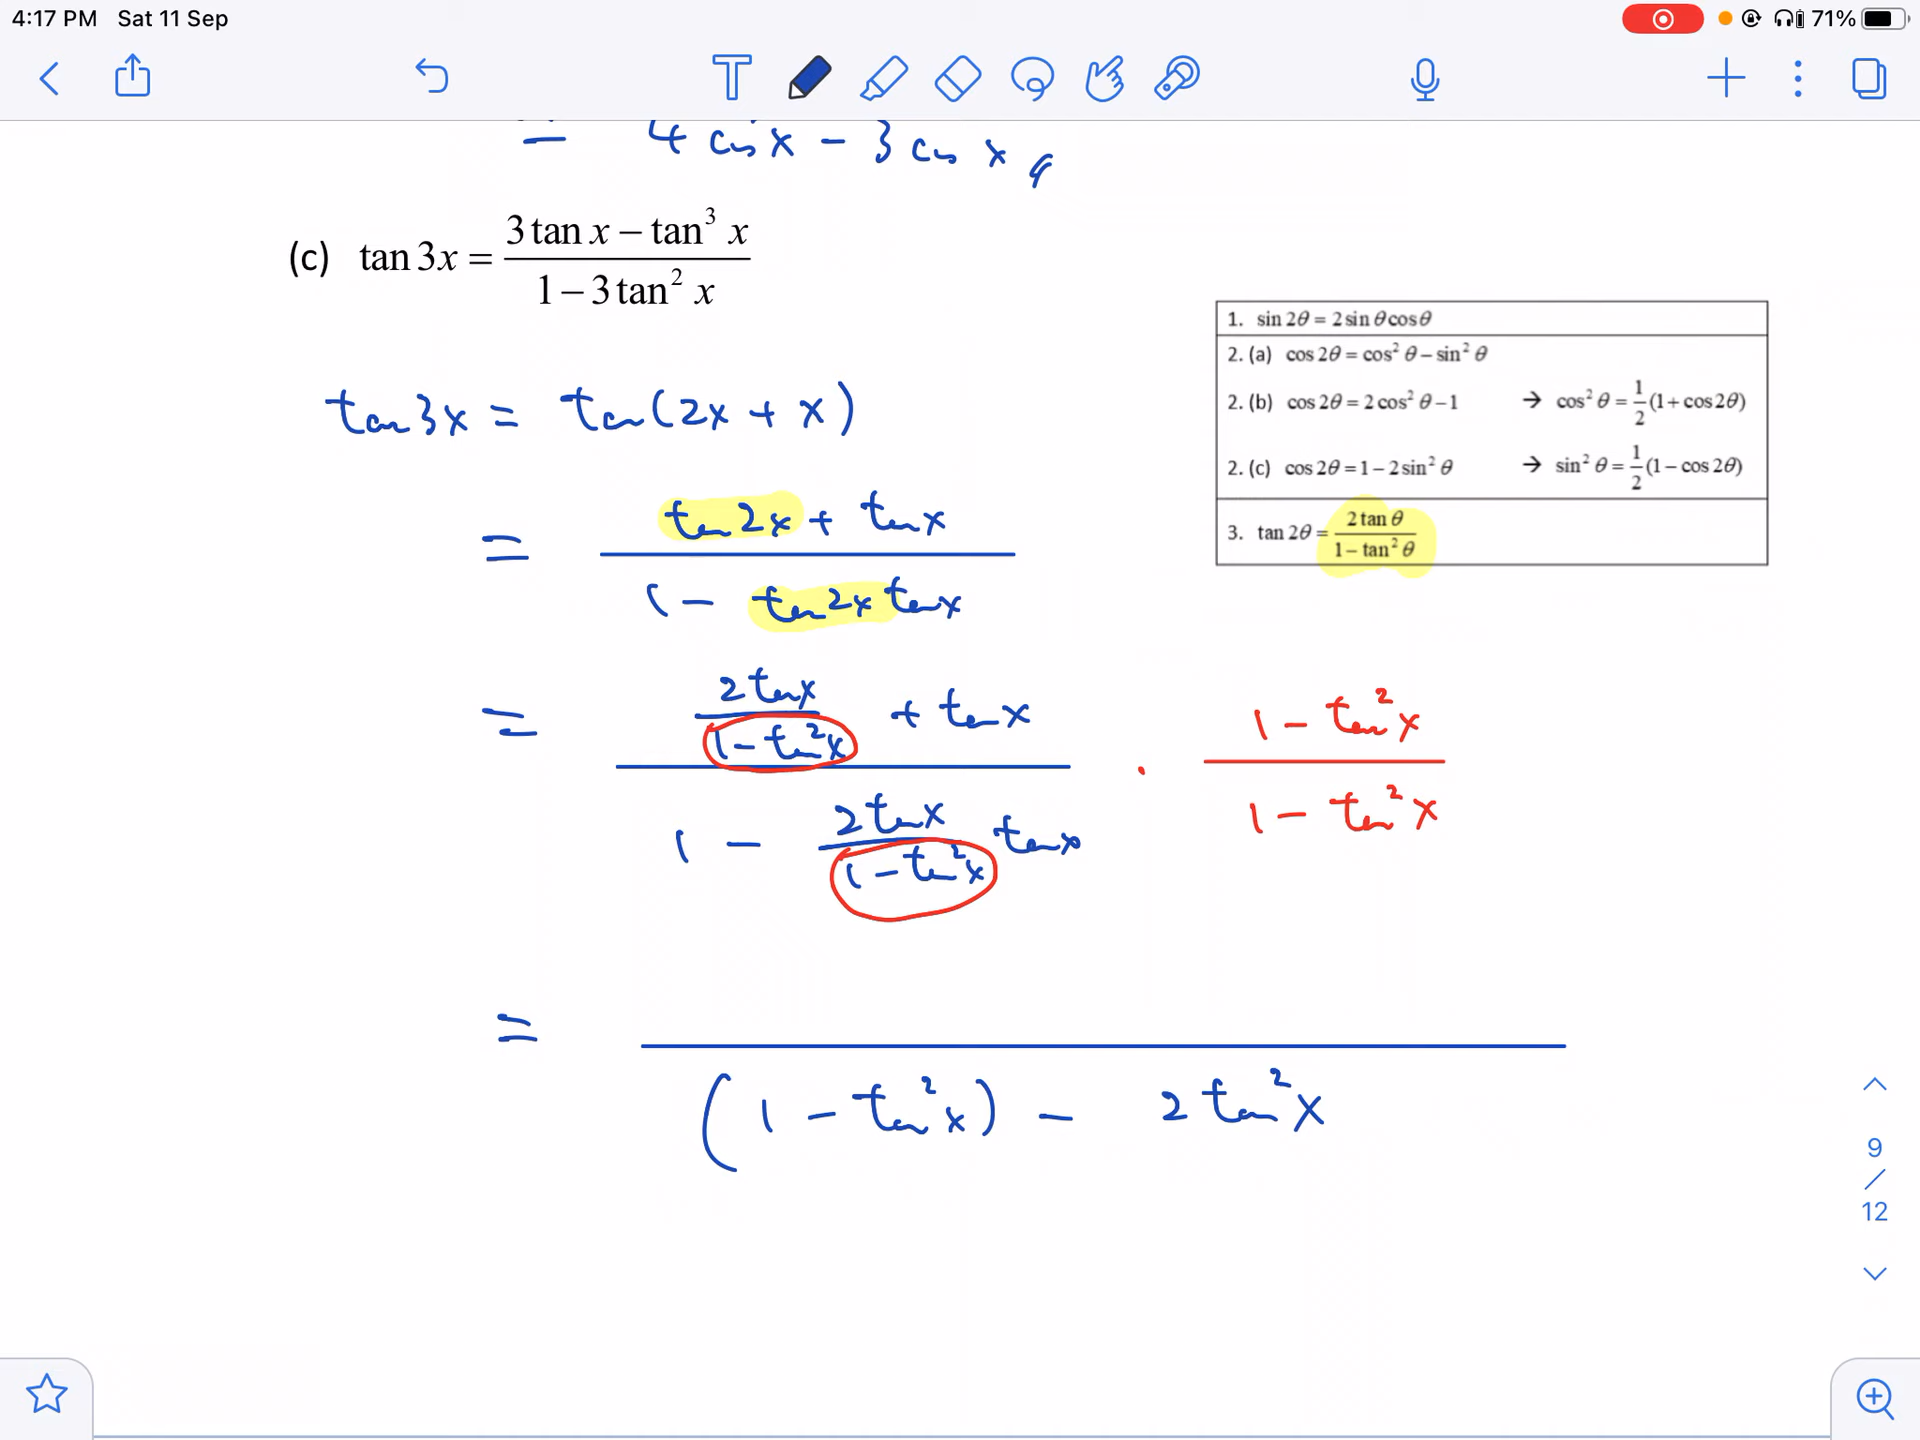 4:17 PM Sat 11 Sep 71%
= 4 cos x - 3 cos x
(c) tan 3x = (3 tan x − tan³ x) / (1 − 3 tan² x)
1. sin 2θ = 2 sin θ cos θ
2. (a) cos 2θ = cos² θ − sin² θ
2. (b) cos 2θ = 2 cos² θ − 1 → cos² θ = 1/2 (1 + cos 2θ)
2. (c) cos 2θ = 1 − 2 sin² θ → sin² θ = 1/2 (1 − cos 2θ)
3. tan 2θ = 2 tan θ / (1 − tan² θ)
tan 3x = tan (2x + x)
= (tan 2x + tan x) / (1 − tan 2x tan x)
= (2 tan x / (1 − tan² x) + tan x) / (1 − 2 tan x / (1 − tan² x) tan x) · (1 − tan² x) / (1 − tan² x)
=
(1 − tan² x) − 2 tan² x
9
/
12